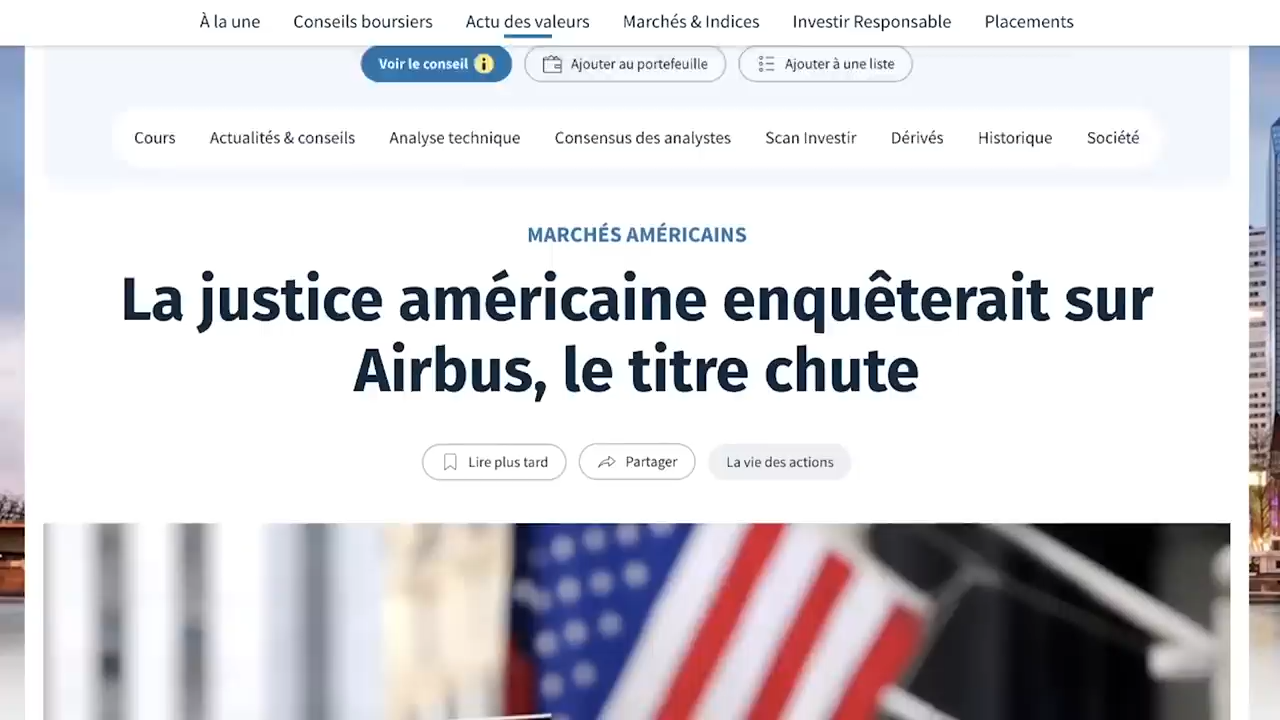 À la une Conseils boursiers Actu des valeurs Marchés & Indices Investir Responsable Placements
Voir le conseil Ajouter au portefeuille Ajouter à une liste
Cours Actualités & conseils Analyse technique Consensus des analystes Scan Investir Dérivés Historique Société
MARCHÉS AMÉRICAINS
La justice américaine enquêterait sur
Airbus, le titre chute
Lire plus tard Partager La vie des actions